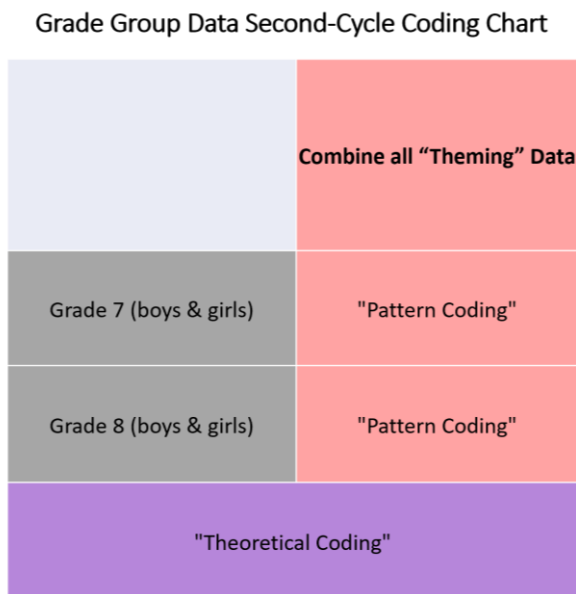 Grade Group Data Second-Cycle Coding Chart
Combine all “Theming” Data
Grade 7 (boys & girls)
"Pattern Coding"
Grade 8 (boys & girls)
"Pattern Coding"
"Theoretical Coding"